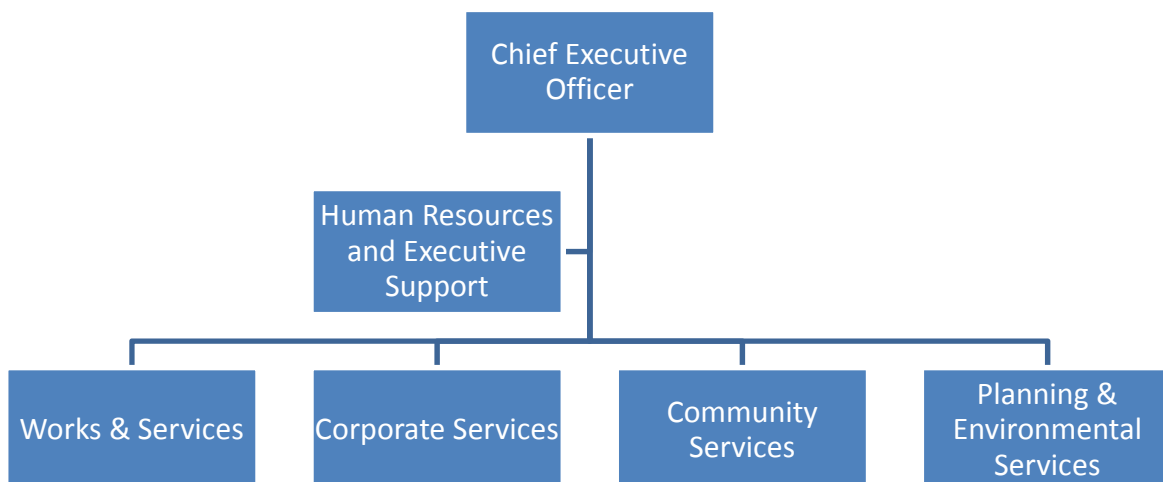 Chief Executive
Officer
Human Resources
and Executive
Support
Works & Services
Corporate Services
Community
Services
Planning &
Environmental
Services